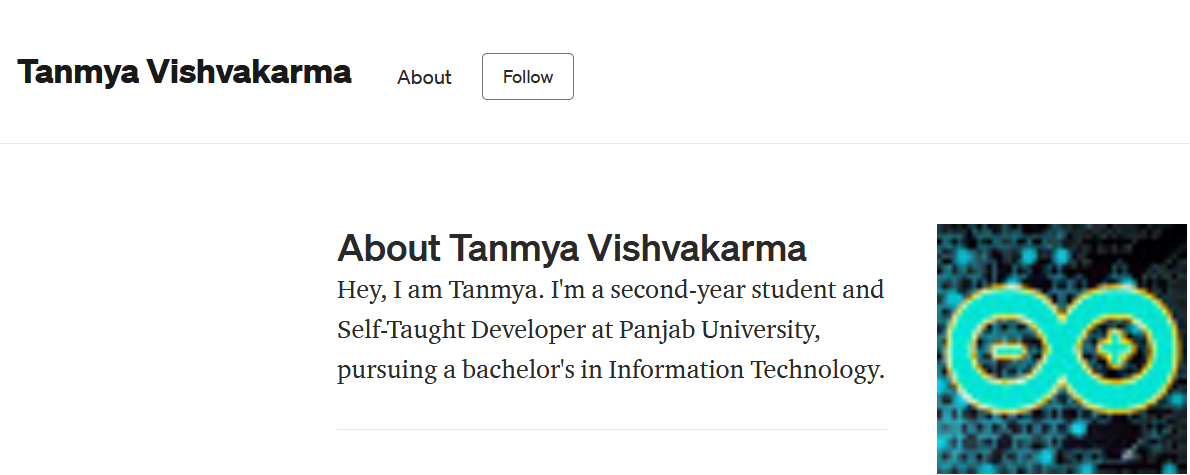 Tanmya Vishvakarma
About
Follow
About Tanmya Vishvakarma
Hey, I am Tanmya. I'm a second-year student and
Self-Taught Developer at Panjab University,
pursuing a bachelor's in Information Technology.